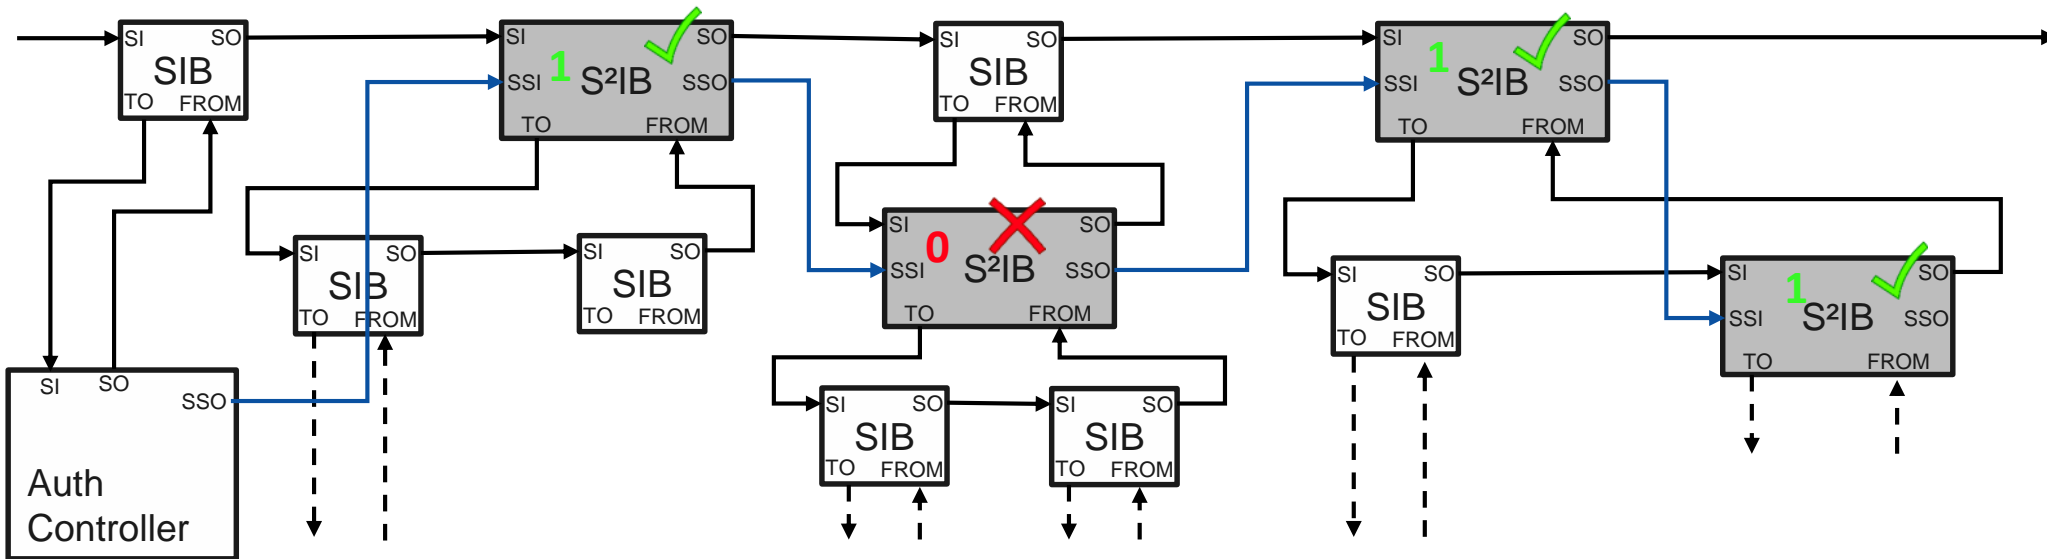 SI SO
SIB
TO FROM
SI SO
1 S²IB
SSI SSO
TO FROM
SI SO
SIB
TO FROM
SI SO
1 S²IB
SSI SSO
TO FROM
SI SO
SIB
TO FROM
SI SO
SIB
TO FROM
SI SO
0 S²IB
SSI SSO
TO FROM
SI SO
SIB
TO FROM
SI SO
1 S²IB
SSI SSO
TO FROM
SI SO
SSO
Auth
Controller
SI SO
SIB
TO FROM
SI SO
SIB
TO FROM